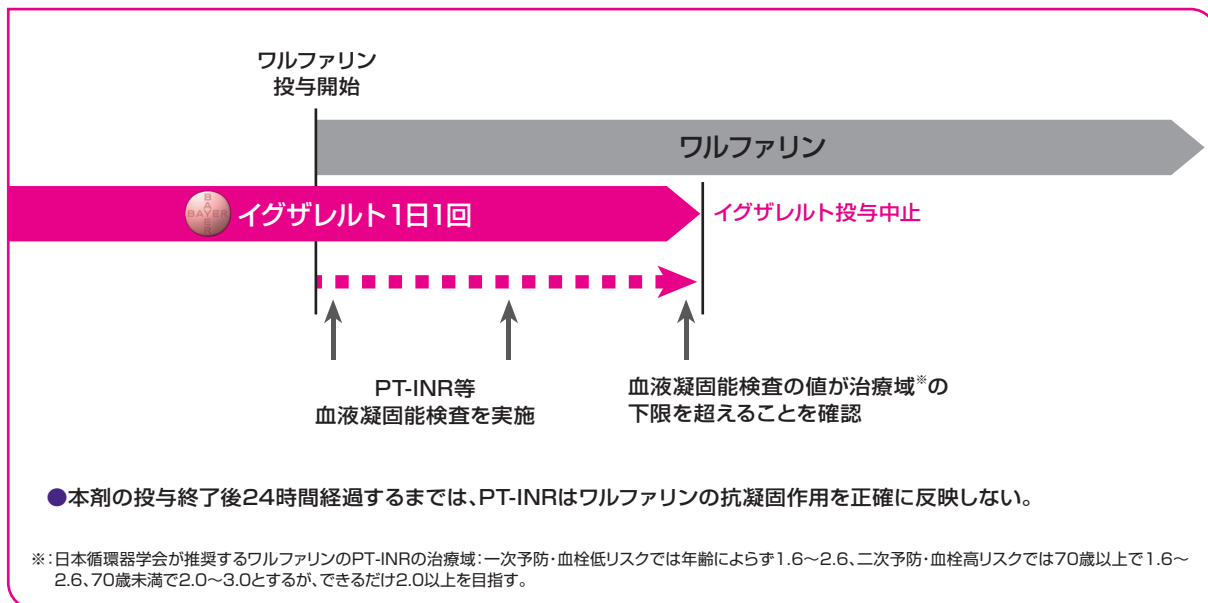 ワルファリン
投与開始
ワルファリン
BAYER
BAYER
イグザレルト1日1回
イグザレルト投与中止
PT-INR等
血液凝固能検査を実施
血液凝固能検査の値が治療域※の
下限を超えることを確認
●本剤の投与終了後24時間経過するまでは、PT-INRはワルファリンの抗凝固作用を正確に反映しない。
※:日本循環器学会が推奨するワルファリンのPT-INRの治療域:一次予防・血栓低リスクでは年齢によらず1.6〜2.6、二次予防・血栓高リスクでは70歳以上で1.6〜
2.6、70歳未満で2.0〜3.0とするが、できるだけ2.0以上を目指す。